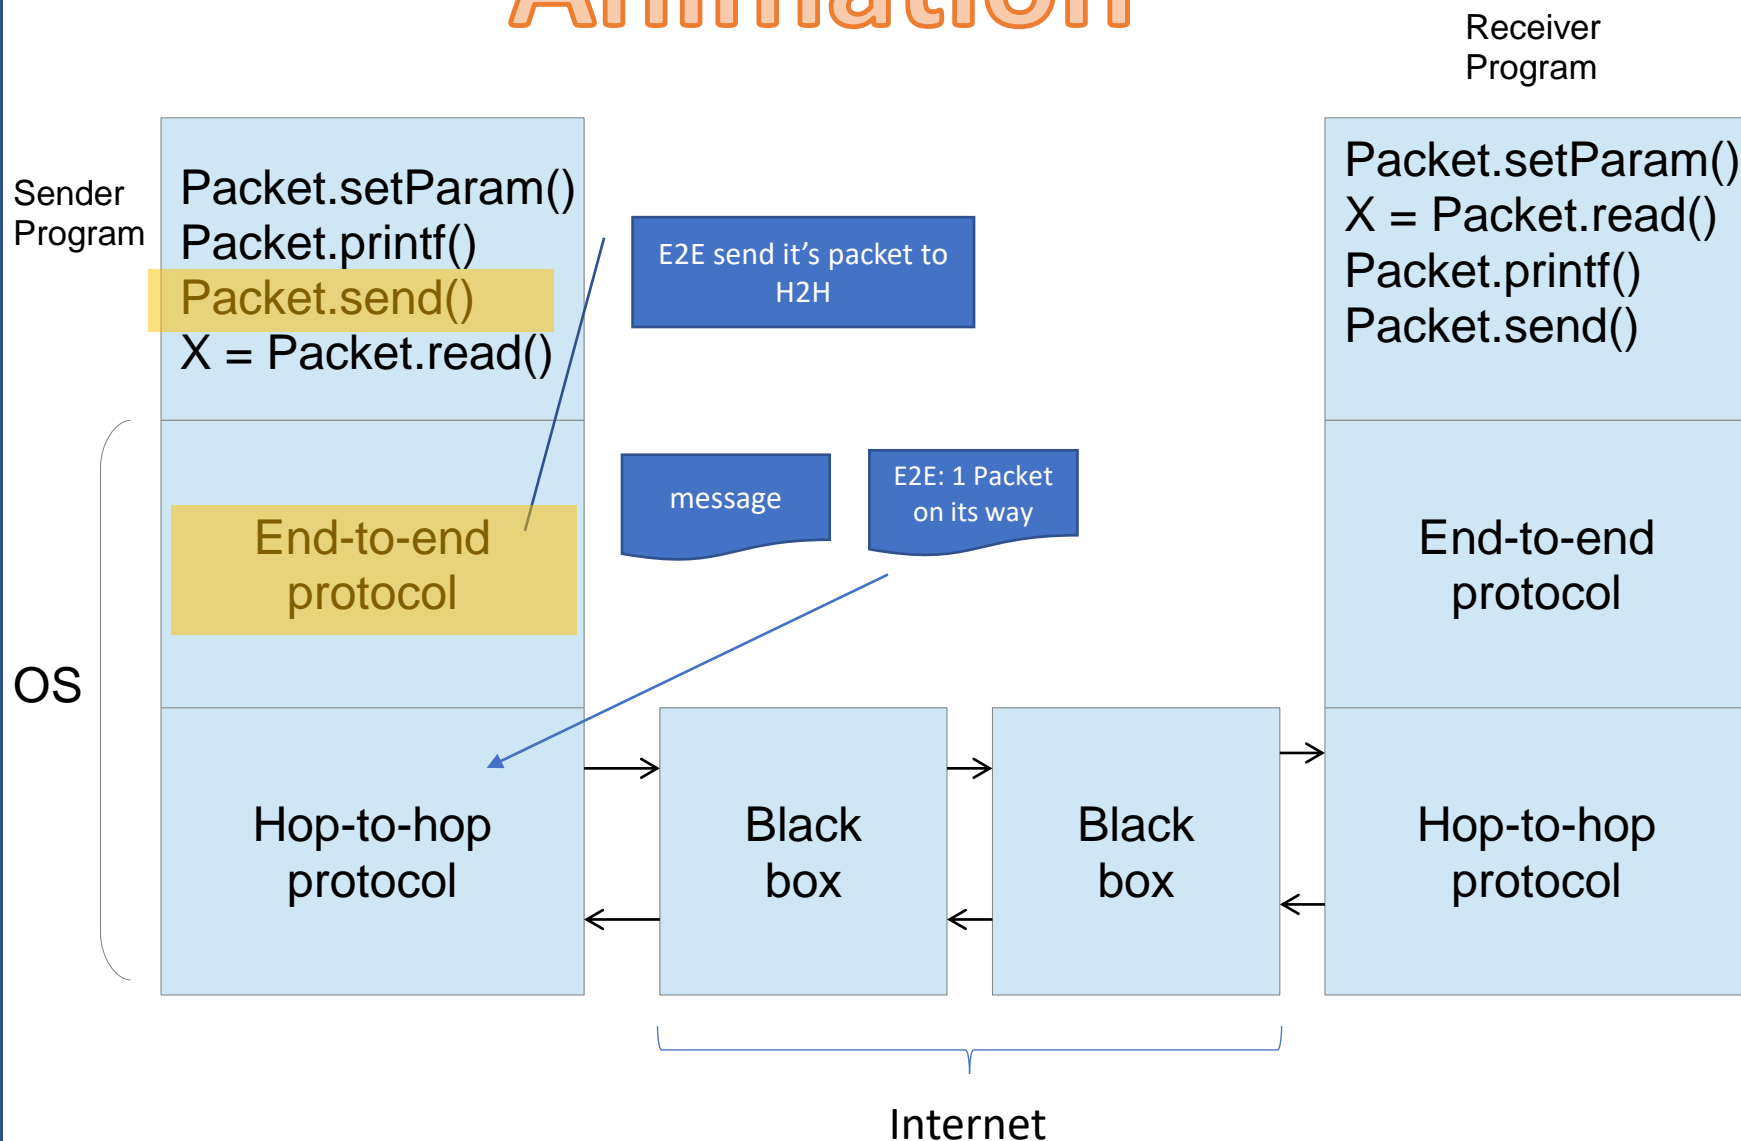 Animation
Receiver
Program
Sender
Program
Packet.setParam()
Packet.printf()
Packet.send()
X = Packet.read()
E2E send it’s packet to
H2H
Packet.setParam()
X = Packet.read()
Packet.printf()
Packet.send()
message
E2E: 1 Packet
on its way
End-to-end
protocol
End-to-end
protocol
OS
Hop-to-hop
protocol
Black
box
Black
box
Hop-to-hop
protocol
Internet